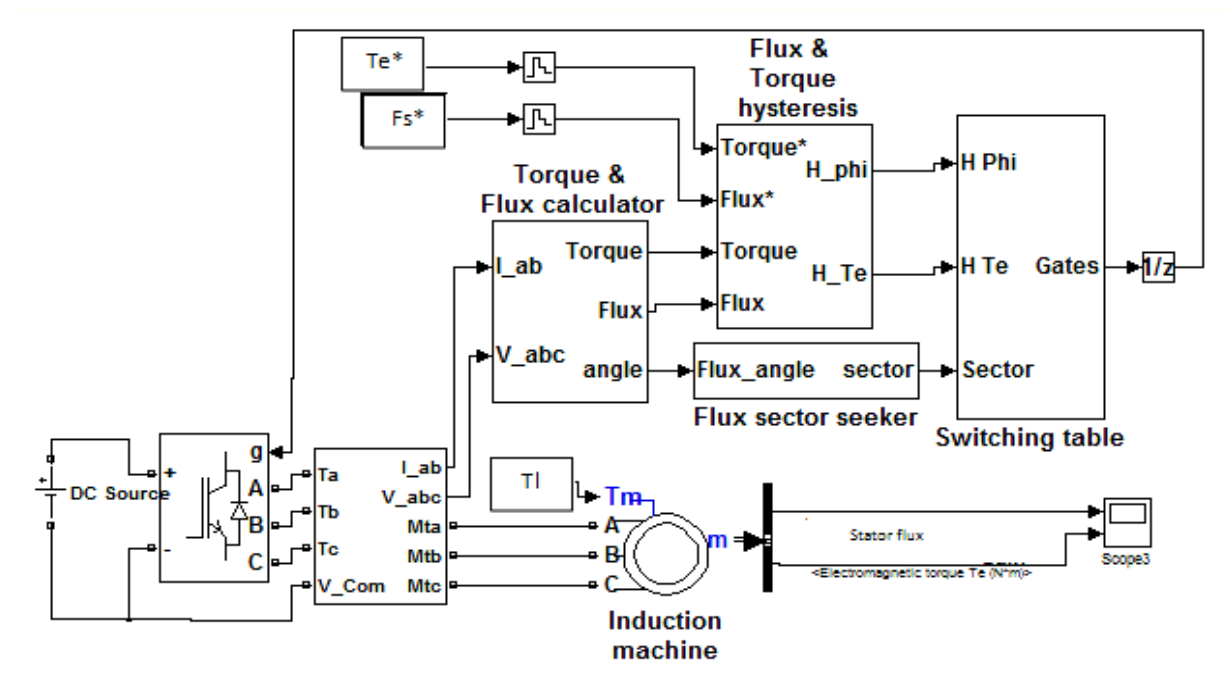 Te*
Fs*
Flux &
Torque
hysteresis
Torque*
Flux*
Torque
Flux
H_phi
H_Te
Torque &
Flux calculator
I_ab
V_abc
Torque
Flux
angle
Flux_angle sector
Flux sector seeker
H Phi
H Te
Sector
Gates
Switching table
1/z
DC Source
+
+
-
g
A
B
C
Ta
Tb
Tc
V_Com
I_ab
V_abc
Mta
Mtb
Mtc
Tl
Tm
A
B
C
m
Induction
machine
Stator flux
<Electromagnetic torque Te (N*m)>
Scope3